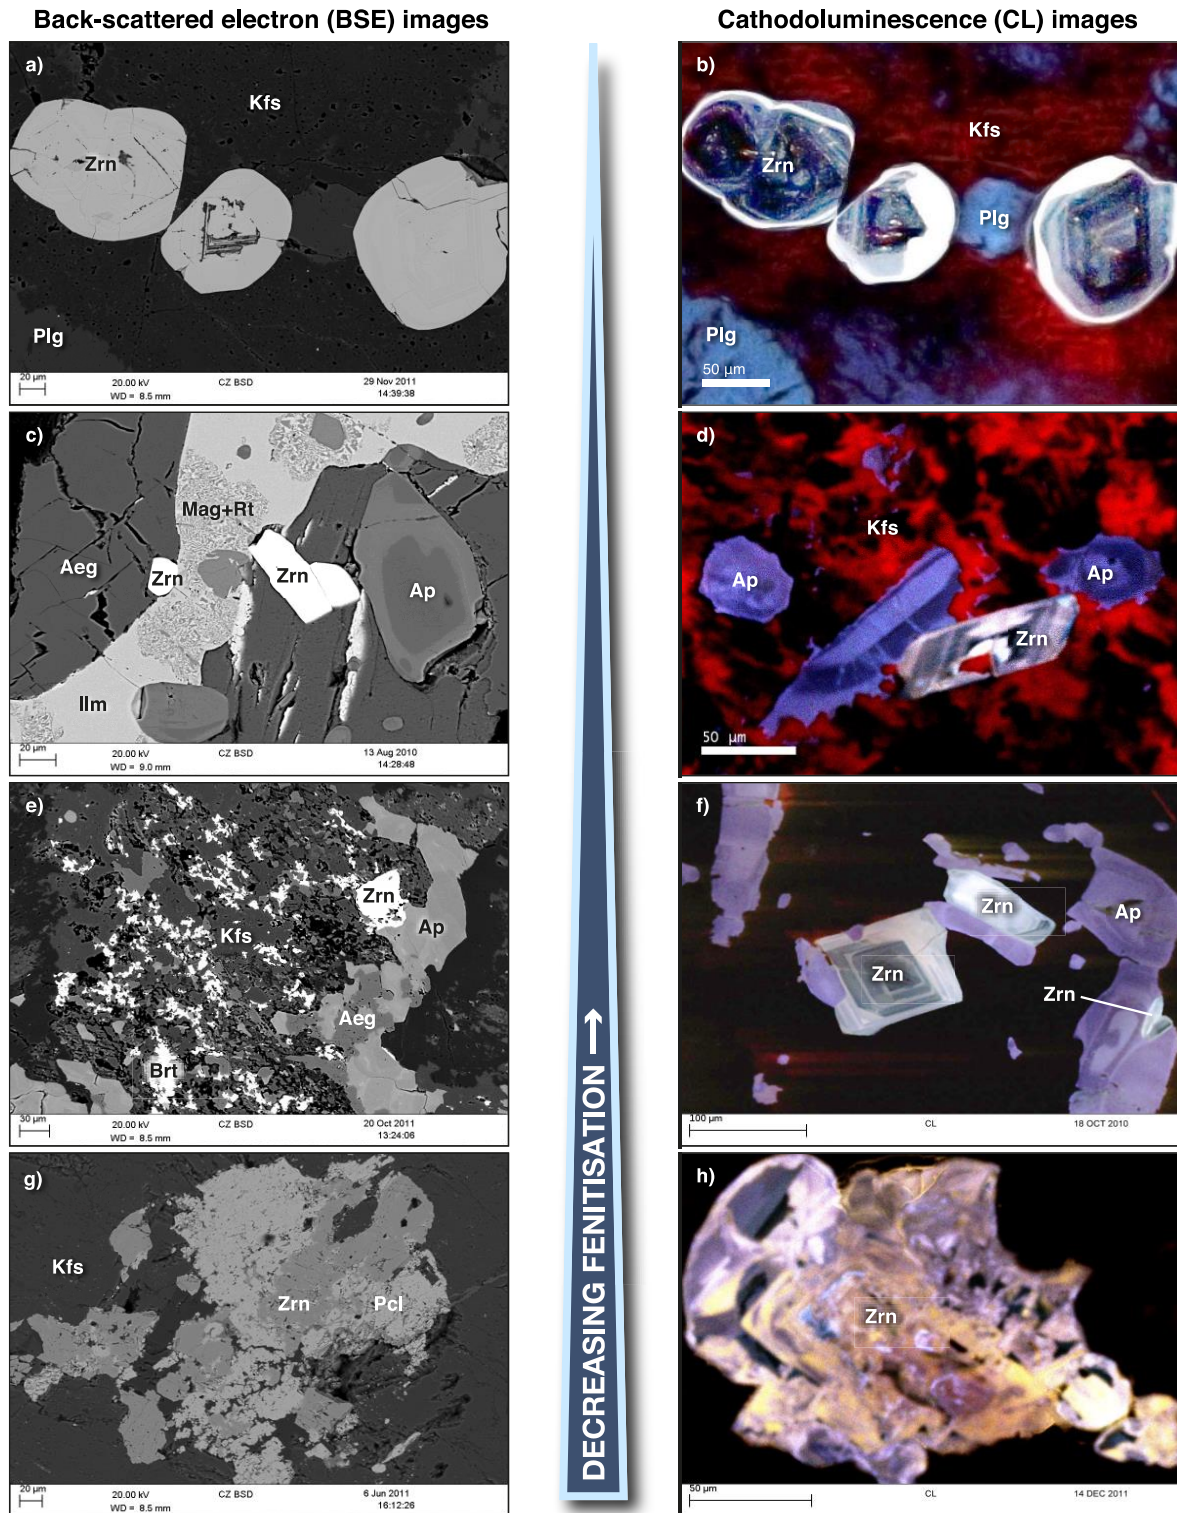 Back-scattered electron (BSE) images
Cathodoluminescence (CL) images
a)
Kfs
Zrn
Plg
20 µm
20.00 kV
WD = 8.5 mm
CZ BSD
29 Nov 2011
14:39:38
b)
Kfs
Zrn
Plg
Plg
50 µm
c)
Mag+Rt
Aeg
Zrn
Zrn
Ap
Ilm
20 µm
20.00 kV
WD = 9.0 mm
CZ BSD
13 Aug 2010
14:28:48
d)
Kfs
Ap
Ap
Zrn
50 µm
e)
Zrn
Kfs
Ap
Aeg
Brt
30 µm
20.00 kV
WD = 8.5 mm
CZ BSD
20 Oct 2011
13:24:06
f)
Zrn
Ap
Zrn
Zrn
100 µm
CL
18 OCT 2010
g)
Kfs
Zrn
Pcl
20 µm
20.00 kV
WD = 8.5 mm
CZ BSD
6 Jun 2011
16:12:26
h)
Zrn
50 µm
CL
14 DEC 2011
DECREASING FENITISATION →